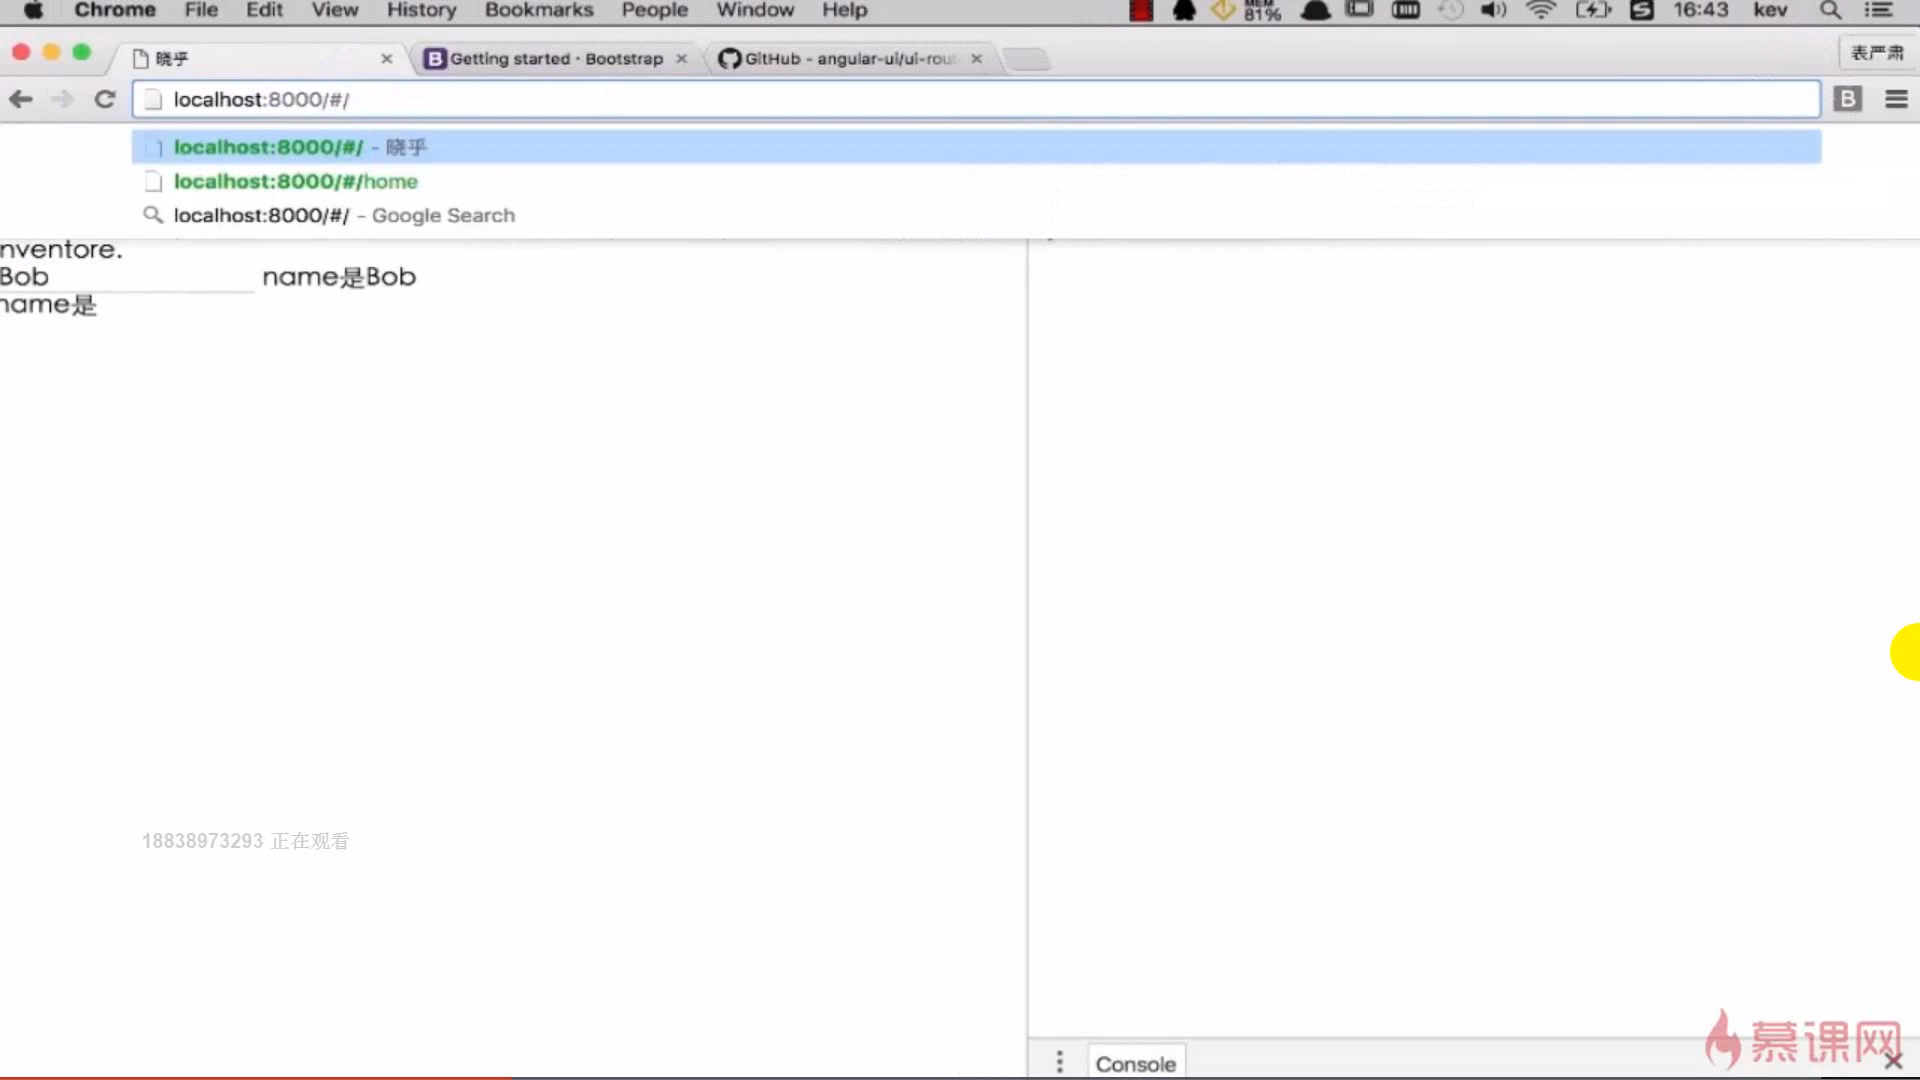 Chrome File Edit View History Bookmarks People Window Help MEM 81% 16:43 kev
晓乎 Getting started · Bootstrap GitHub - angular-ui/ui-rout 表严肃
localhost:8000/#/
localhost:8000/#/ - 晓乎
localhost:8000/#/home
localhost:8000/#/ - Google Search
nventore.
Bob name是Bob
name是
18838973293 正在观看
慕课网
Console